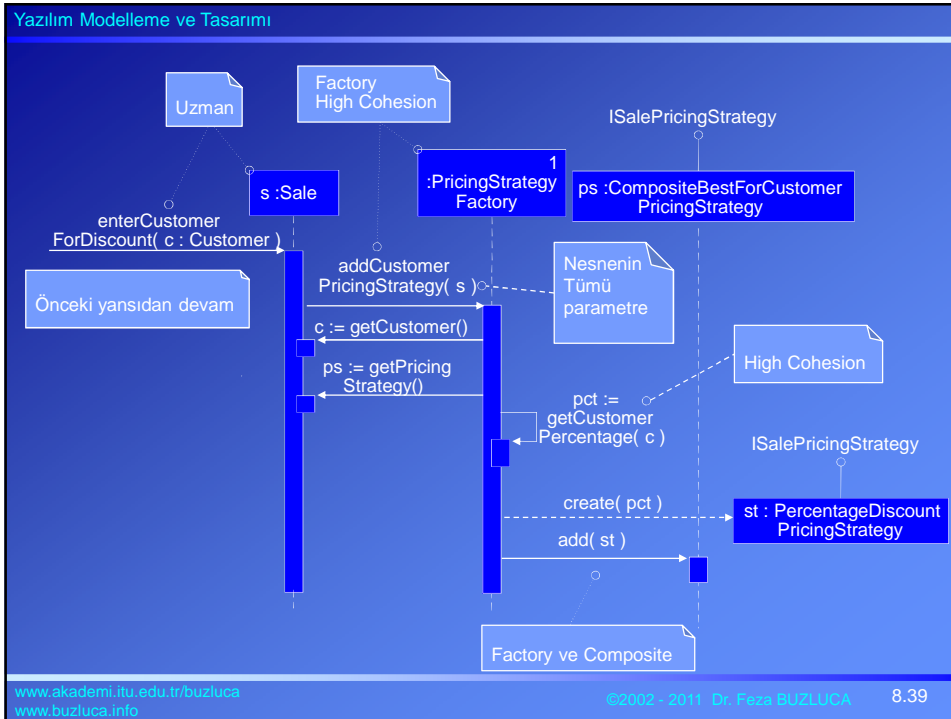 Yazılım Modelleme ve Tasarımı
Uzman
Factory
High Cohesion
ISalePricingStrategy
s :Sale
1
:PricingStrategy
Factory
ps :CompositeBestForCustomer
PricingStrategy
enterCustomer
ForDiscount( c : Customer )
Önceki yansıdan devam
addCustomer
PricingStrategy( s )
Nesnenin
Tümü
parametre
c := getCustomer()
ps := getPricing
Strategy()
High Cohesion
pct :=
getCustomer
Percentage( c )
ISalePricingStrategy
create( pct )
st : PercentageDiscount
PricingStrategy
add( st )
Factory ve Composite
www.akademi.itu.edu.tr/buzluca
www.buzluca.info
©2002 - 2011 Dr. Feza BUZLUCA
8.39